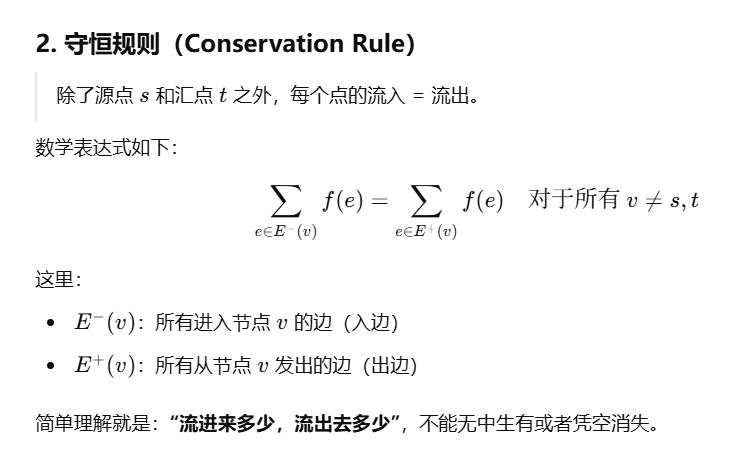 2. 守恒规则（Conservation Rule）
除了源点 s 和汇点 t 之外，每个点的流入 = 流出。
数学表达式如下：
∑_{e∈E⁻(v)} f(e) = ∑_{e∈E⁺(v)} f(e) 对于所有 v ≠ s, t
这里：
• E⁻(v)：所有进入节点 v 的边（入边）
• E⁺(v)：所有从节点 v 发出的边（出边）
简单理解就是：“流进来多少，流出去多少”，不能无中生有或者凭空消失。